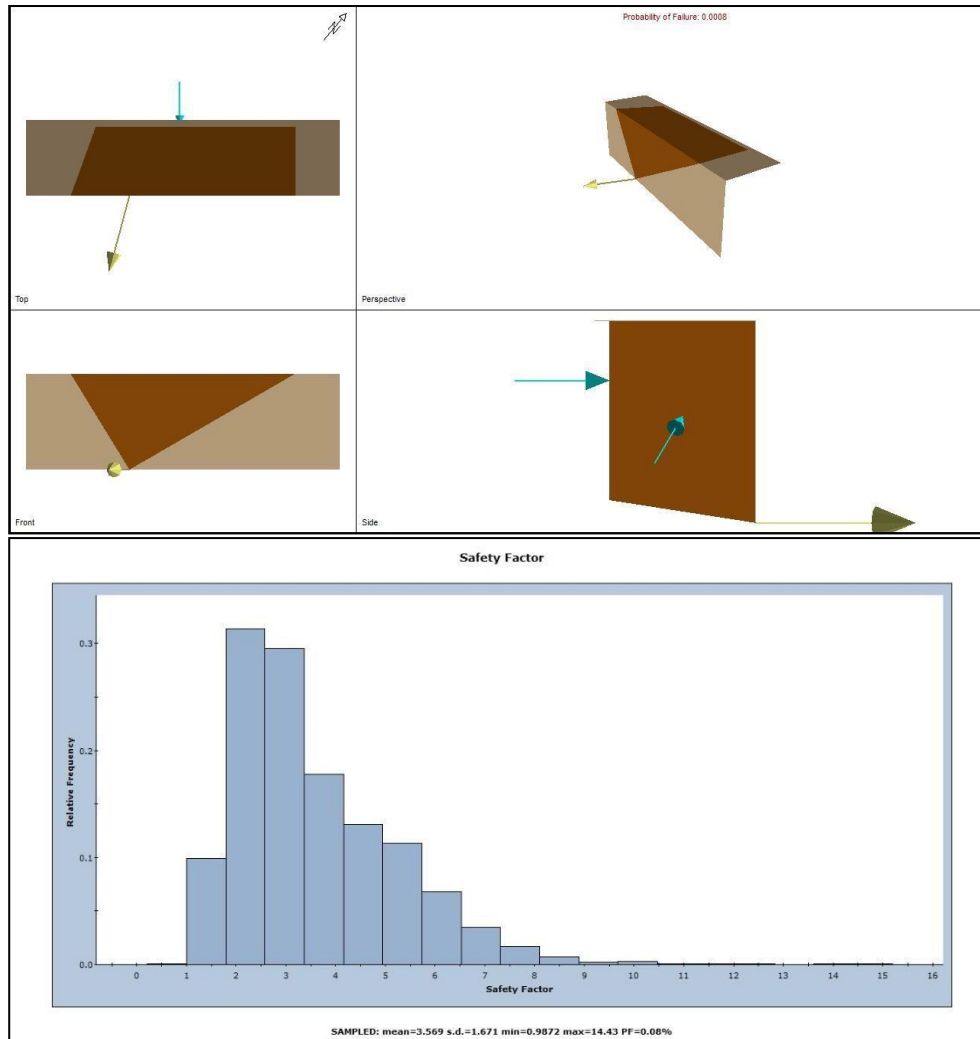 N
Probability of Failure: 0.0008
Top
Perspective
Front
Side
Safety Factor
Relative Frequency
0.3
0.2
0.1
0.0
0 1 2 3 4 5 6 7 8 9 10 11 12 13 14 15 16
Safety Factor
SAMPLED: mean=3.569 s.d.=1.671 min=0.9872 max=14.43 PF=0.08%